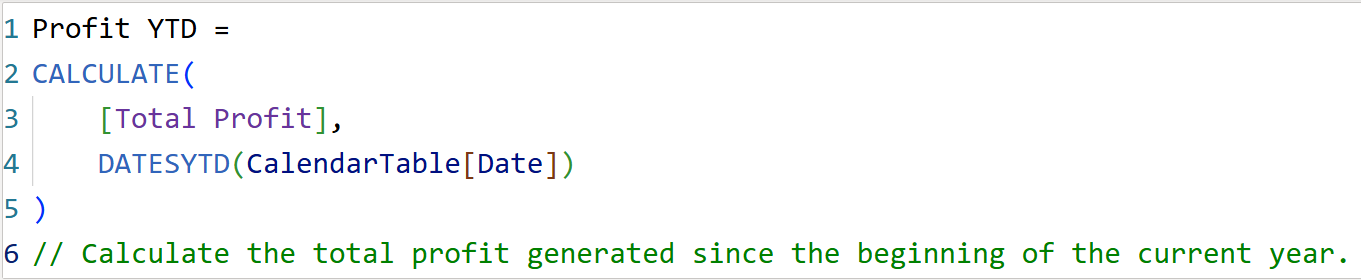 1 Profit YTD =
2 CALCULATE(
3     [Total Profit],
4     DATESYTD(CalendarTable[Date])
5 )
6 // Calculate the total profit generated since the beginning of the current year.